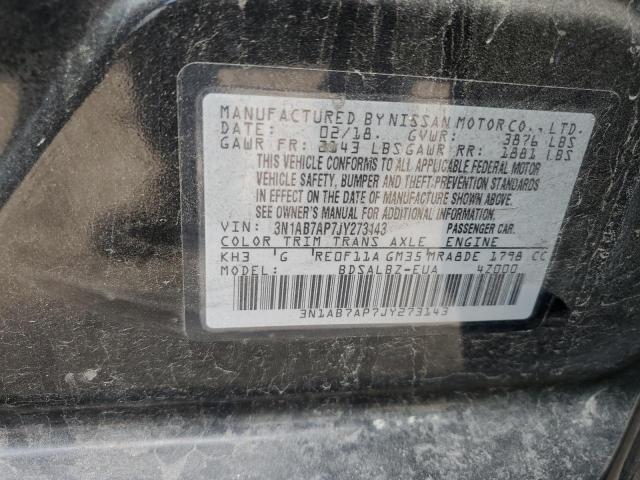 MANUFACTURED BY NISSAN MOTOR CO., LTD.
DATE: 02/18. GVWR: 3876 LBS
GAWR FR: 2043 LBS GAWR RR: 1881 LBS
THIS VEHICLE CONFORMS TO ALL APPLICABLE FEDERAL MOTOR
VEHICLE SAFETY, BUMPER AND THEFT-PREVENTION STANDARDS
IN EFFECT ON THE DATE OF MANUFACTURE SHOWN ABOVE.
SEE OWNER'S MANUAL FOR ADDITIONAL INFORMATION.
VIN: 3N1AB7AP7JY273143 PASSENGER CAR.
COLOR TRIM TRANS AXLE ENGINE
KH3 G RE0F11A GM35 MRA8DE 1798 CC
BDSALBZ-EUA 4Z000
3N1AB7AP7JY273143